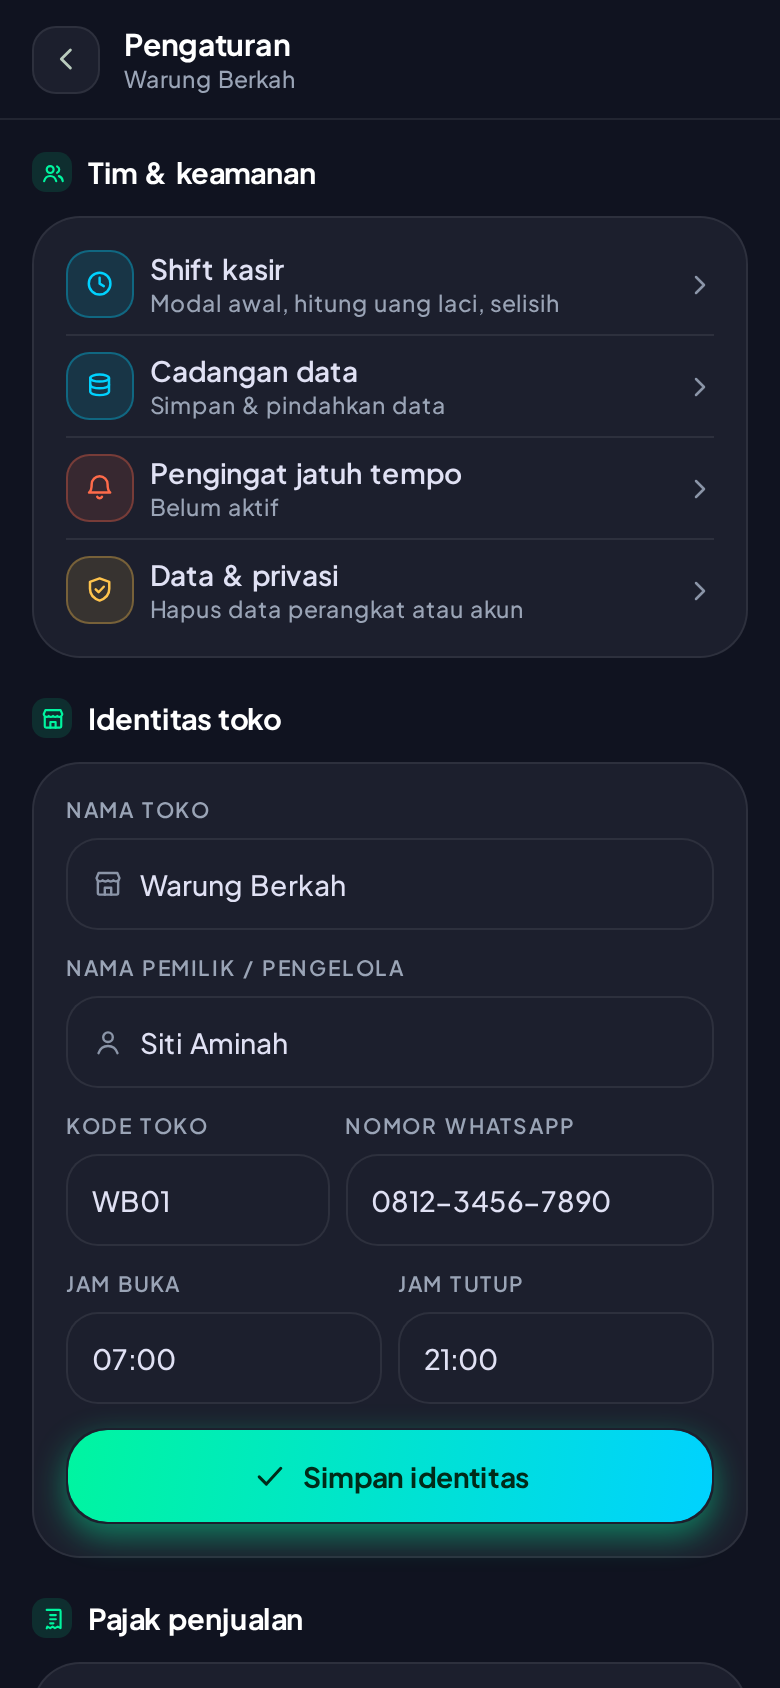 Pengaturan
Warung Berkah
Tim & keamanan
Shift kasir
Modal awal, hitung uang laci, selisih
Cadangan data
Simpan & pindahkan data
Pengingat jatuh tempo
Belum aktif
Data & privasi
Hapus data perangkat atau akun
Identitas toko
NAMA TOKO
Warung Berkah
NAMA PEMILIK / PENGELOLA
Siti Aminah
KODE TOKO
NOMOR WHATSAPP
WB01
0812-3456-7890
JAM BUKA
JAM TUTUP
07:00
21:00
Simpan identitas
Pajak penjualan